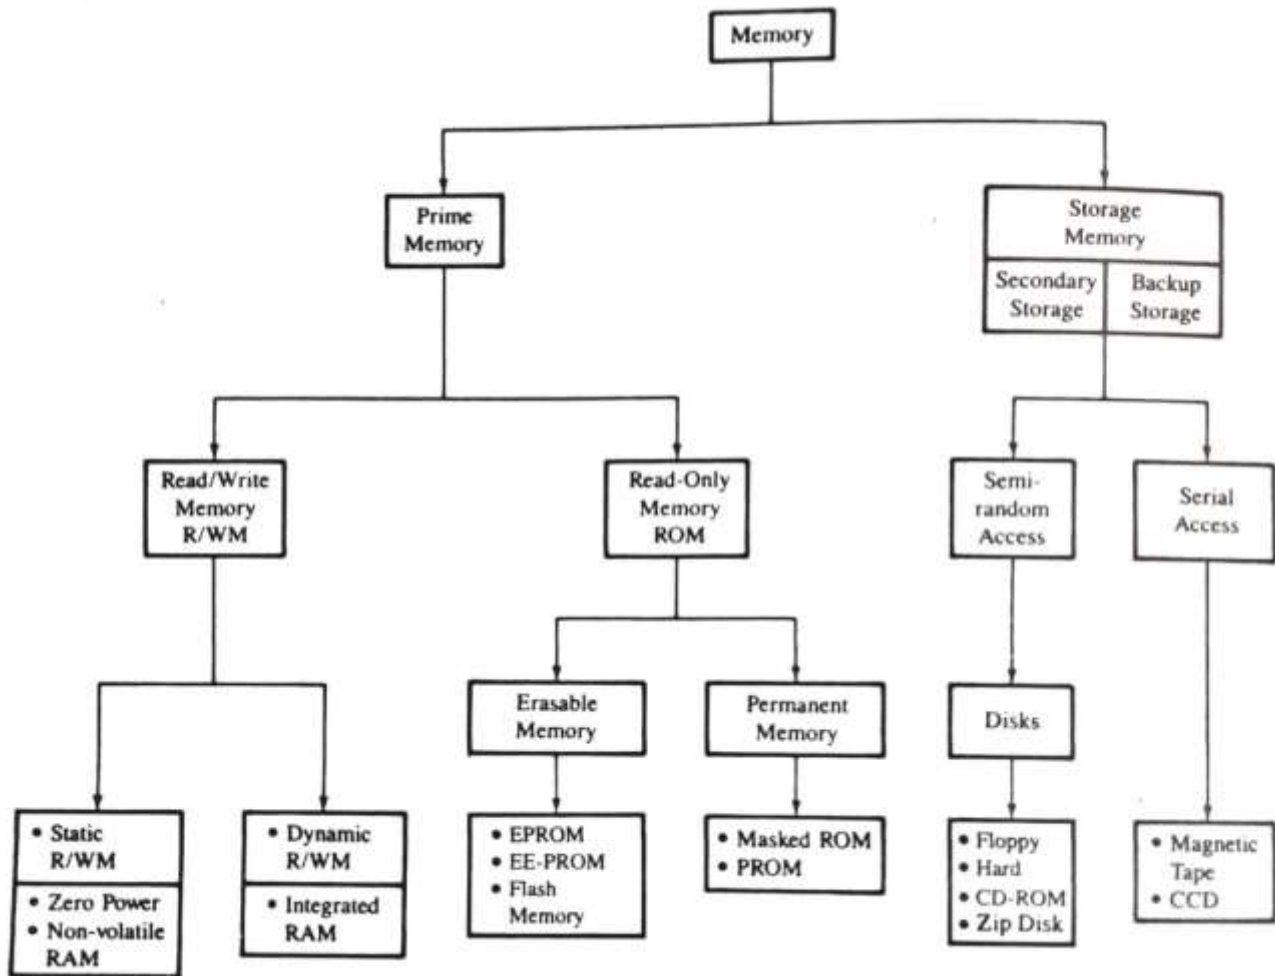 Memory
Prime
Memory
Storage
Memory
Secondary
Storage
Backup
Storage
Read/Write
Memory
R/WM
Read-Only
Memory
ROM
Semi-
random
Access
Serial
Access
Erasable
Memory
Permanent
Memory
Disks
• Static
R/WM
• Zero Power
• Non-volatile
RAM
• Dynamic
R/WM
• Integrated
RAM
• EPROM
• EE-PROM
• Flash
Memory
• Masked ROM
• PROM
• Floppy
• Hard
• CD-ROM
• Zip Disk
• Magnetic
Tape
• CCD